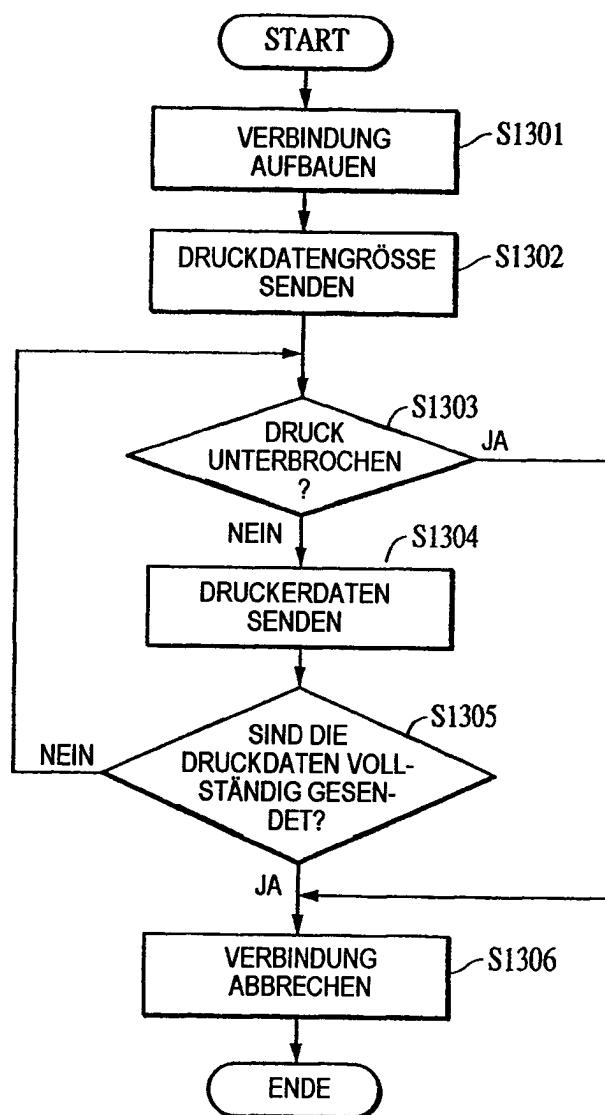 START
VERBINDUNG
AUFBAUEN
S1301
DRUCKDATENGRÖSSE
SENDEN
S1302
S1303
DRUCK
UNTERBROCHEN
?
JA
NEIN
S1304
DRUCKERDATEN
SENDEN
S1305
SIND DIE
DRUCKDATEN VOLL-
STÄNDIG GESEN-
DET?
NEIN
JA
VERBINDUNG
ABBRECHEN
S1306
ENDE